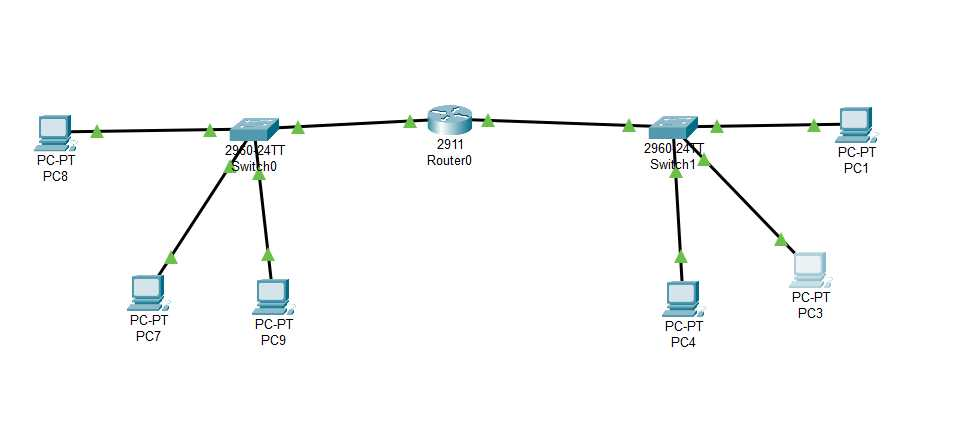 PC-PT
PC8
2960-24TT
Switch0
2911
Router0
2960-24TT
Switch1
PC-PT
PC1
PC-PT
PC7
PC-PT
PC9
PC-PT
PC4
PC-PT
PC3